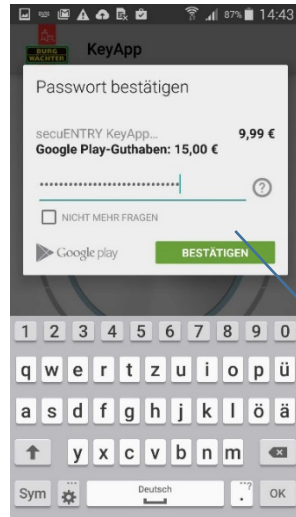 87% 14:43
BURG
WÄCHTER
KeyApp
Passwort bestätigen
secuENTRY KeyApp... 9,99 €
Google Play-Guthaben: 15,00 €
••••••••••••••••••••••••••••••
?
NICHT MEHR FRAGEN
Google play
BESTÄTIGEN
1 2 3 4 5 6 7 8 9 0
q w e r t z u i o p ü
a s d f g h j k l ö ä
y x c v b n m
Sym Deutsch . ...? OK